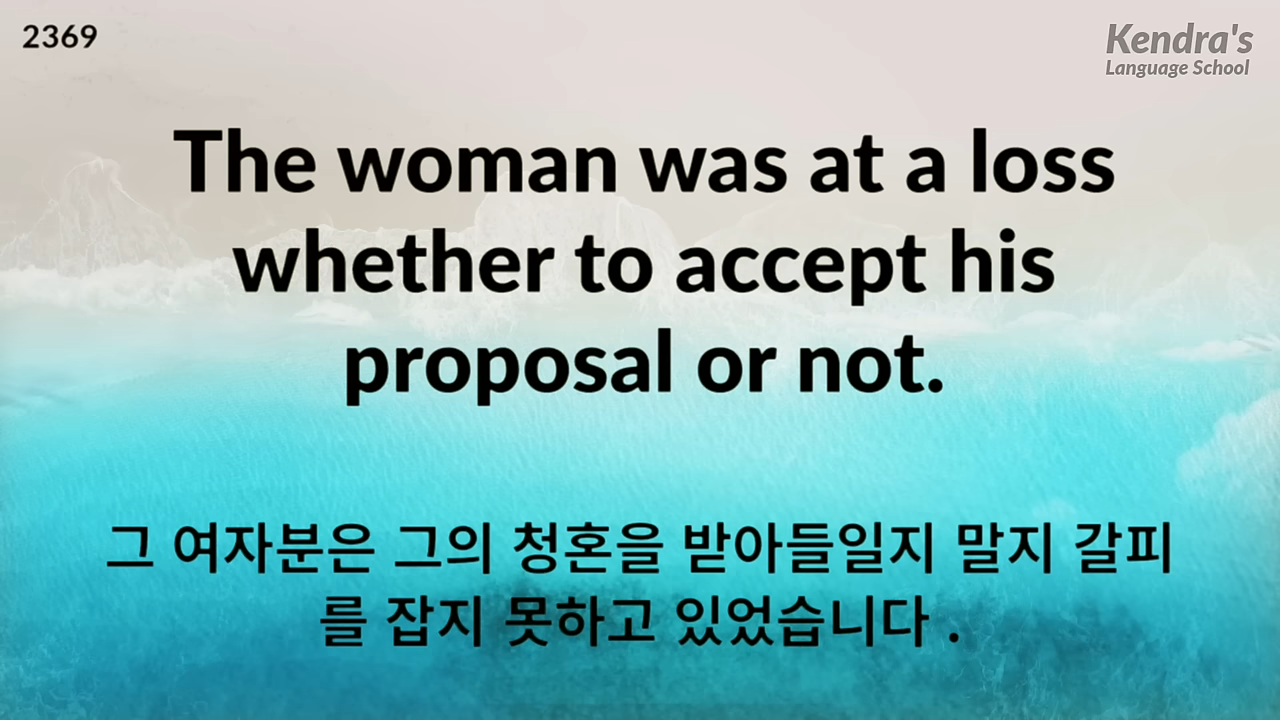 2369
Kendra's
Language School
The woman was at a loss
whether to accept his
proposal or not.
그 여자분은 그의 청혼을 받아들일지 말지 갈피
를 잡지 못하고 있었습니다 .